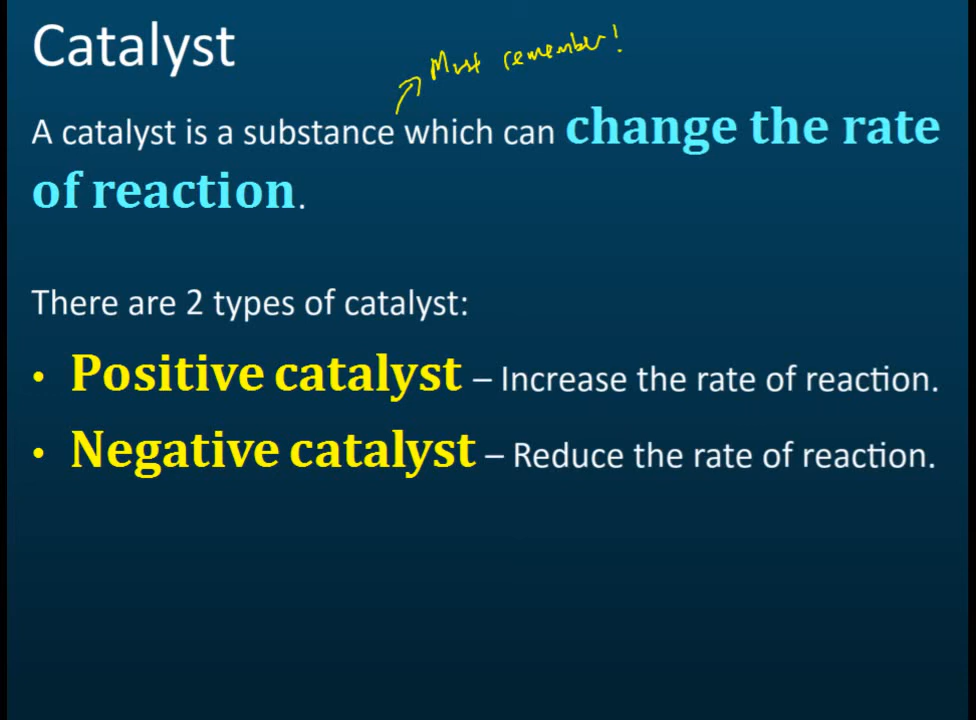 Catalyst
Must remember!
A catalyst is a substance which can change the rate
of reaction.
There are 2 types of catalyst:
• Positive catalyst – Increase the rate of reaction.
• Negative catalyst – Reduce the rate of reaction.